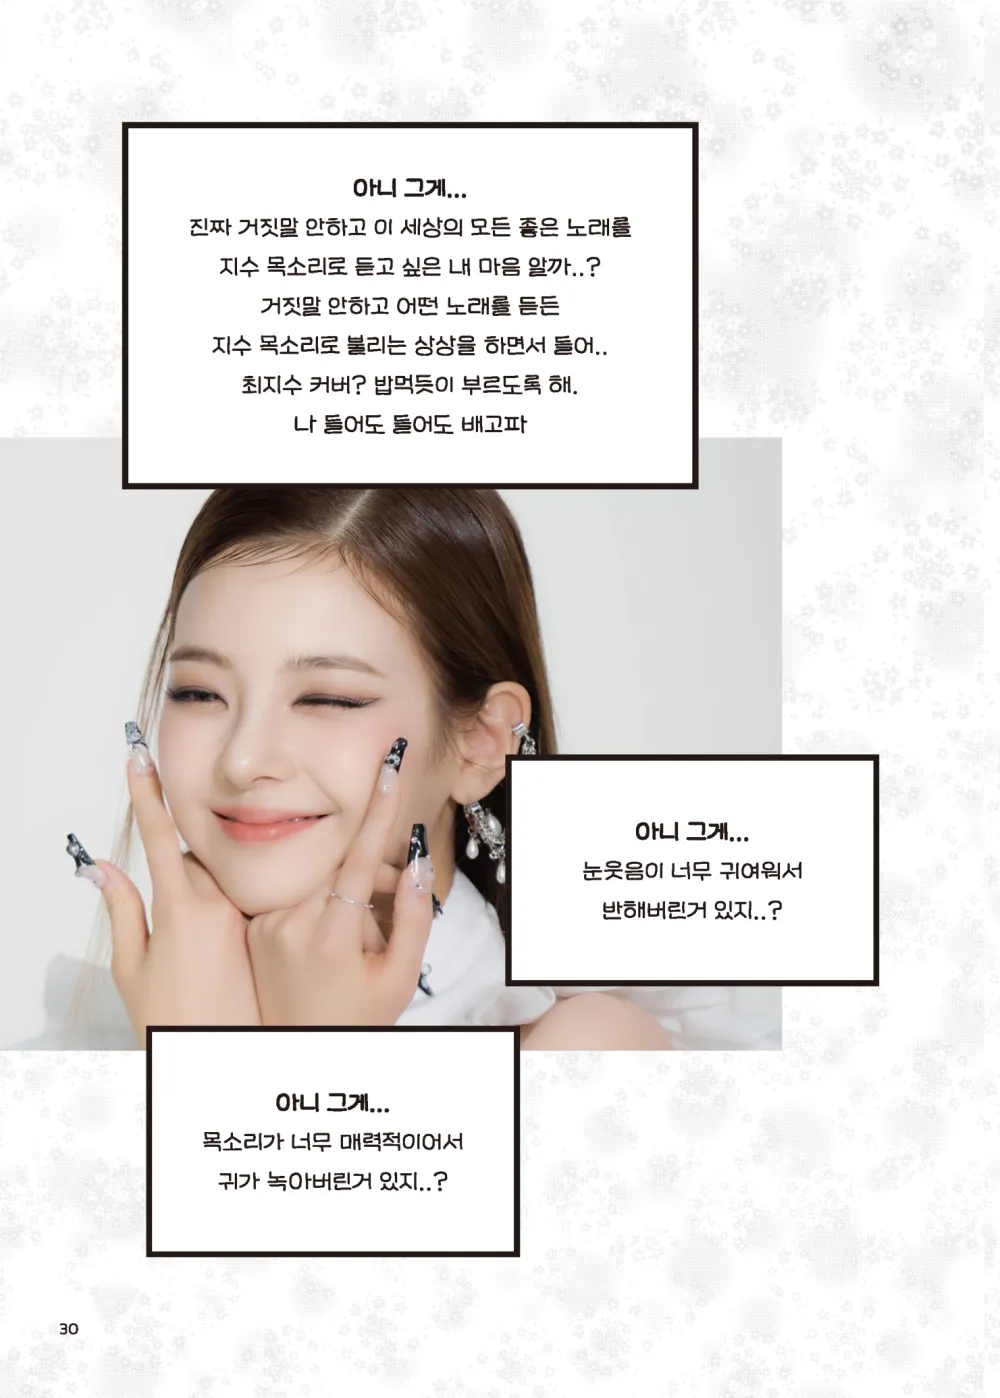 아니 그게...
진짜 거짓말 안하고 이 세상의 모든 좋은 노래를
지수 목소리로 듣고 싶은 내 마음 알까..?
거짓말 안하고 어떤 노래를 듣든
지수 목소리로 불리는 상상을 하면서 들어..
최지수 커버? 밥먹듯이 부르도록 해.
나 들어도 들어도 배고파
아니 그게...
눈웃음이 너무 귀여워서
반해버린거 있지..?
아니 그게...
목소리가 너무 매력적이어서
귀가 녹아버린거 있지..?
30